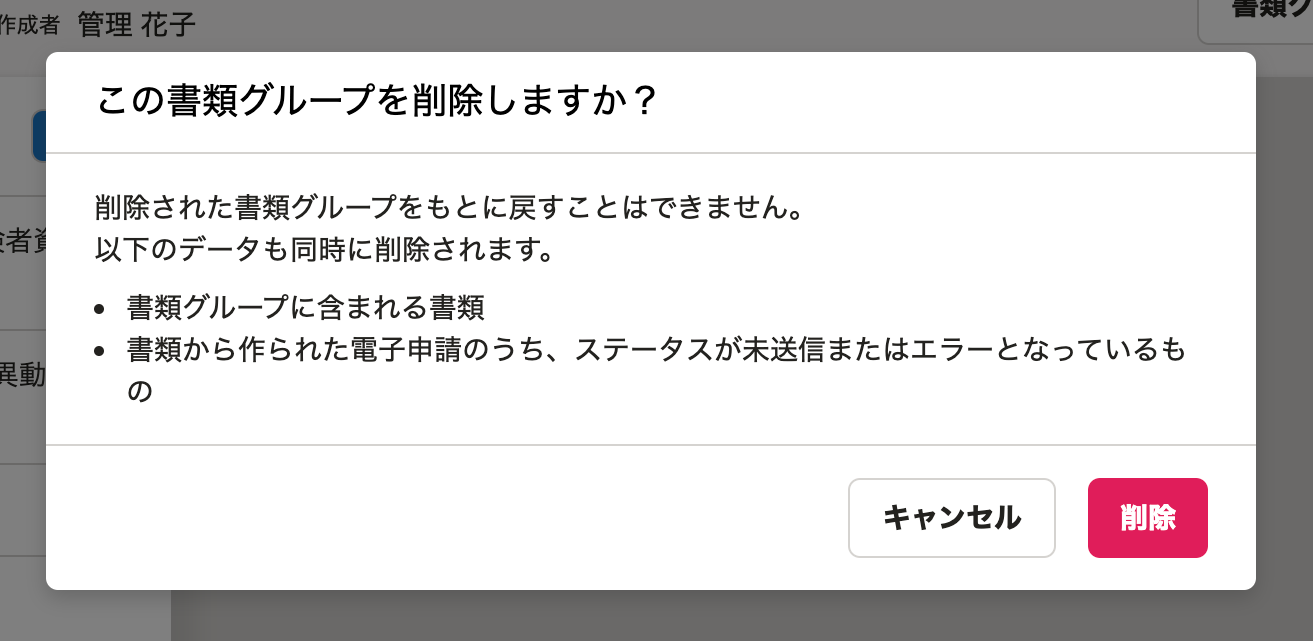 作成者 管理 花子
書類グ
この書類グループを削除しますか？
削除された書類グループをもとに戻すことはできません。
以下のデータも同時に削除されます。
• 書類グループに含まれる書類
• 書類から作られた電子申請のうち、ステータスが未送信またはエラーとなっているも
の
者資
異動
キャンセル
削除